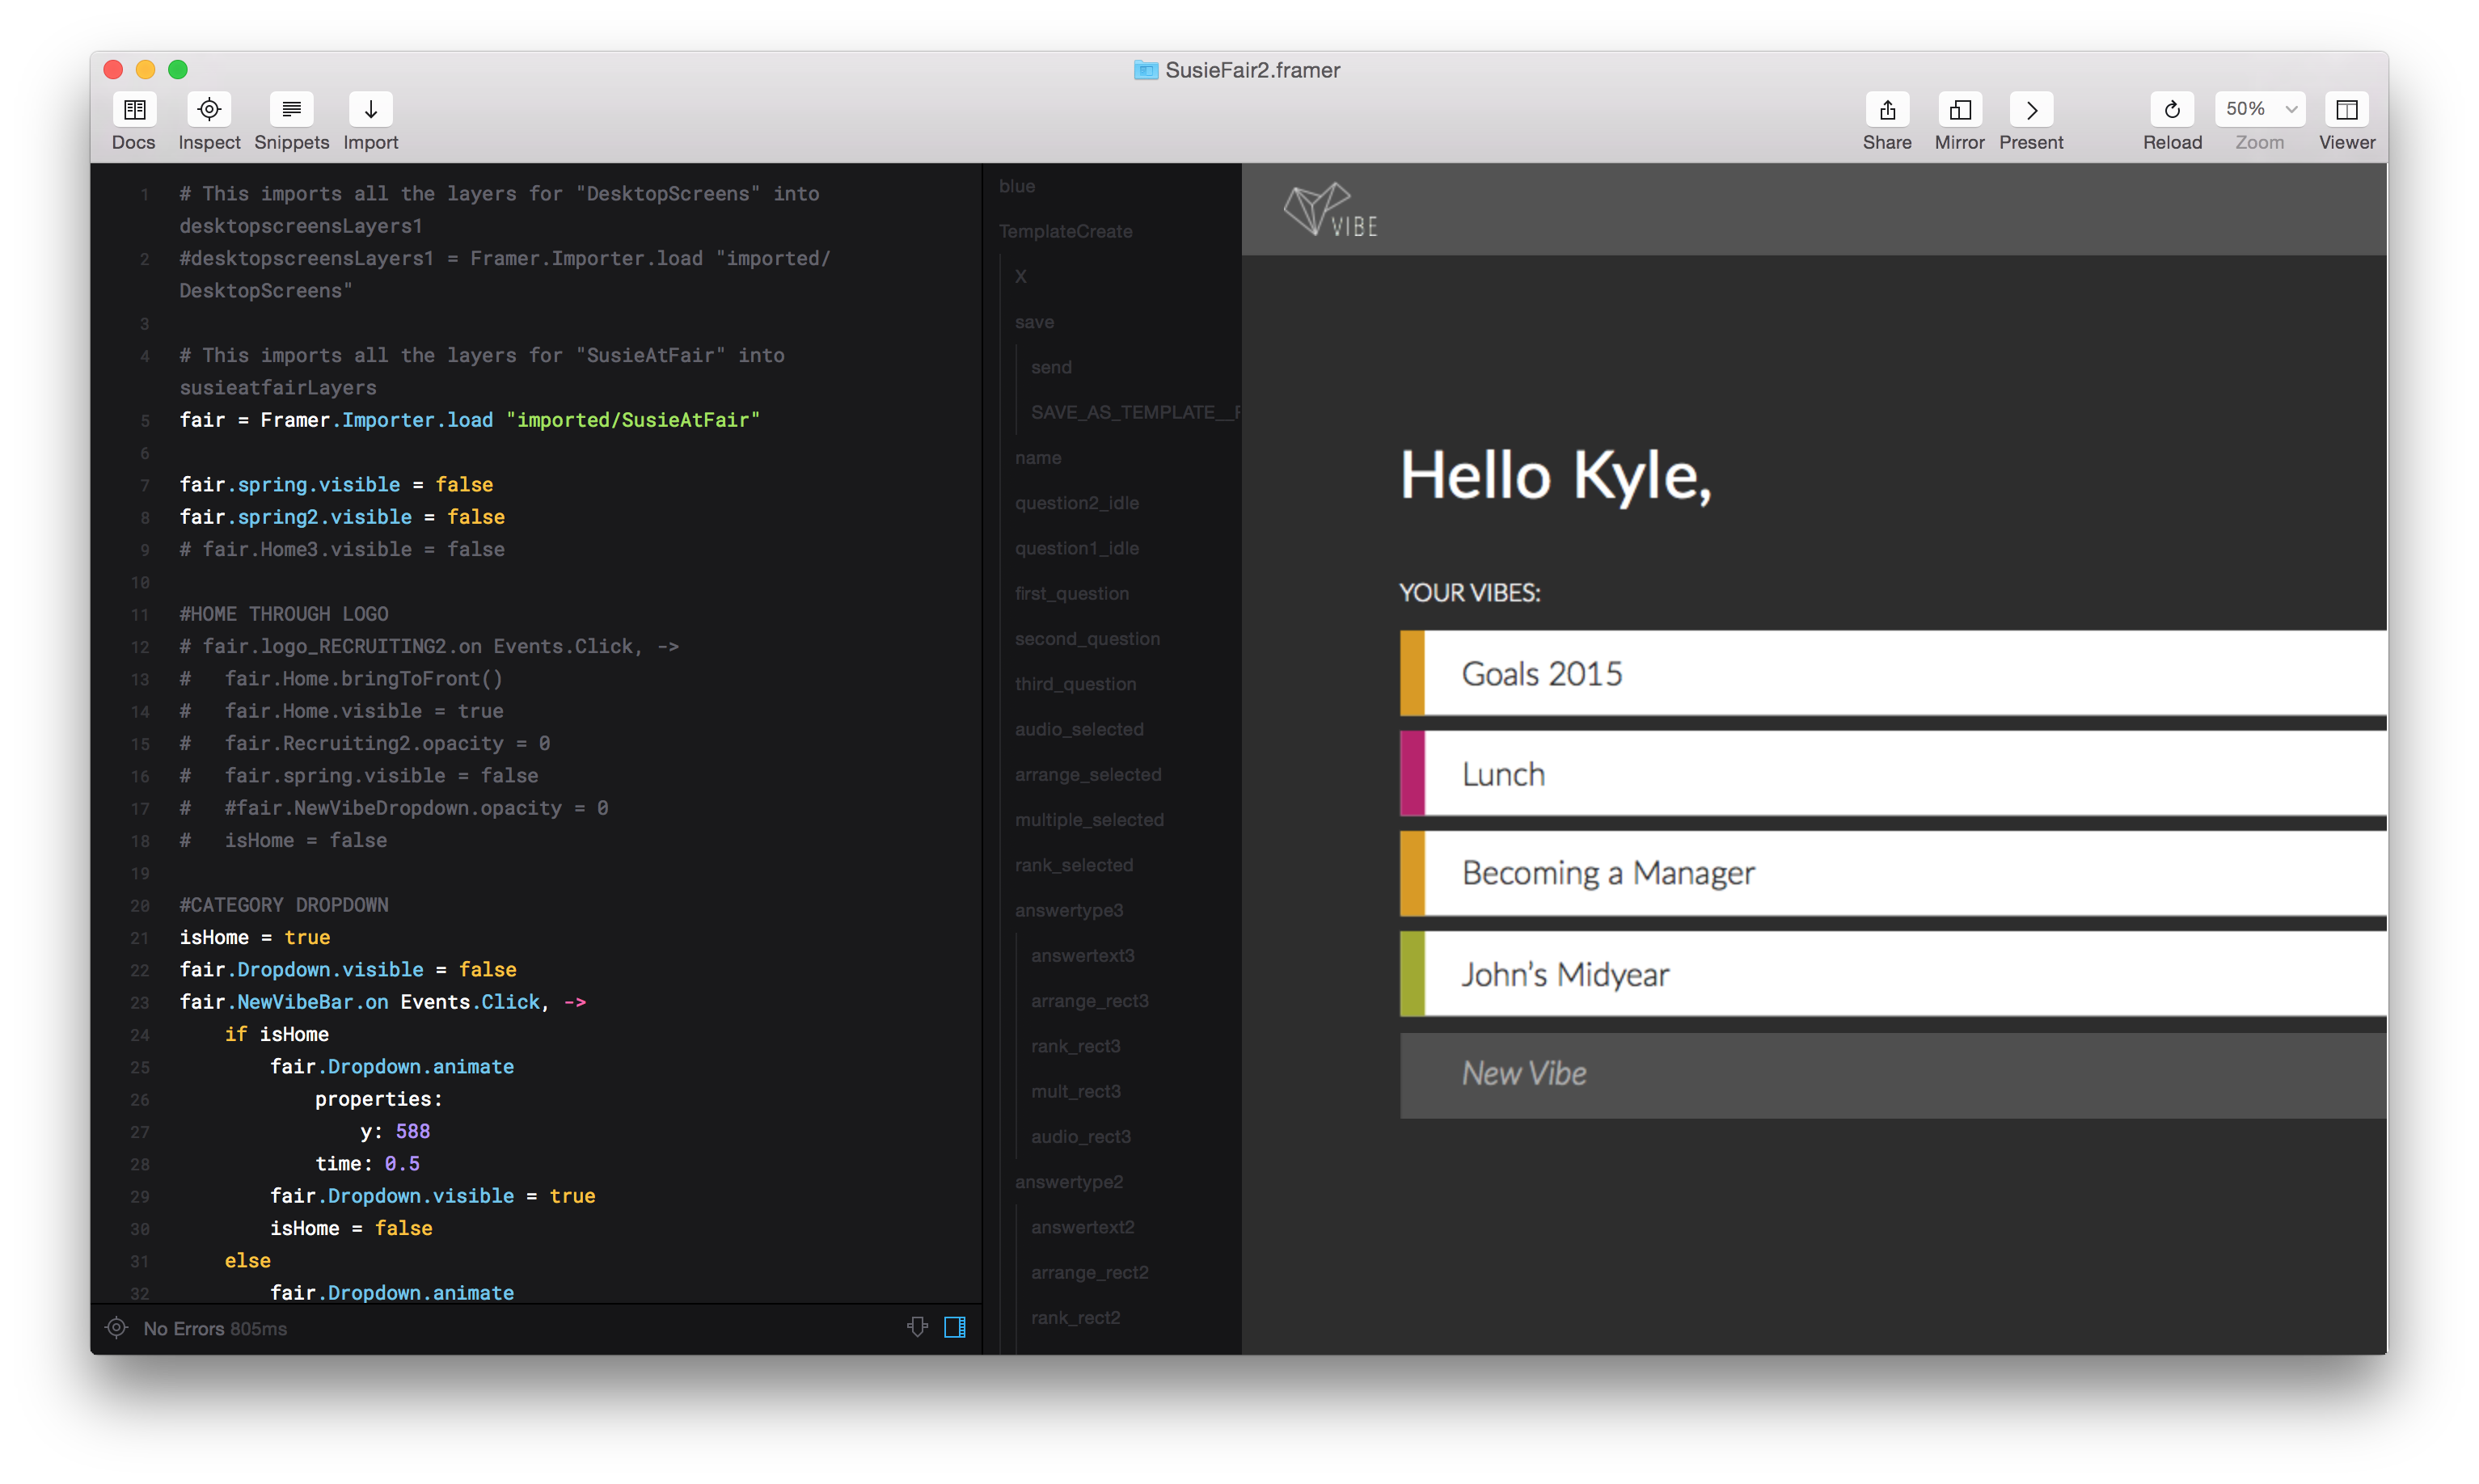 SusieFair2.framer
Docs Inspect Snippets Import
Share Mirror Present Reload 50% Zoom Viewer
1 # This imports all the layers for "DesktopScreens" into
desktopscreensLayers1
2 #desktopscreensLayers1 = Framer.Importer.load "imported/
DesktopScreens"
3
4 # This imports all the layers for "SusieAtFair" into
susieatfairLayers
5 fair = Framer.Importer.load "imported/SusieAtFair"
6
7 fair.spring.visible = false
8 fair.spring2.visible = false
9 # fair.Home3.visible = false
10
11 #HOME THROUGH LOGO
12 # fair.logo_RECRUITING2.on Events.Click, ->
13 #   fair.Home.bringToFront()
14 #   fair.Home.visible = true
15 #   fair.Recruiting2.opacity = 0
16 #   fair.spring.visible = false
17 #   #fair.NewVibeDropdown.opacity = 0
18 #   isHome = false
19
20 #CATEGORY DROPDOWN
21 isHome = true
22 fair.Dropdown.visible = false
23 fair.NewVibeBar.on Events.Click, ->
24     if isHome
25         fair.Dropdown.animate
26             properties:
27                 y: 588
28             time: 0.5
29         fair.Dropdown.visible = true
30         isHome = false
31     else
32         fair.Dropdown.animate
No Errors 805ms
blue
TemplateCreate
X
save
send
SAVE_AS_TEMPLATE__F
name
question2_idle
question1_idle
first_question
second_question
third_question
audio_selected
arrange_selected
multiple_selected
rank_selected
answertype3
answertext3
arrange_rect3
rank_rect3
mult_rect3
audio_rect3
answertype2
answertext2
arrange_rect2
rank_rect2
VIBE
Hello Kyle,
YOUR VIBES:
Goals 2015
Lunch
Becoming a Manager
John's Midyear
New Vibe